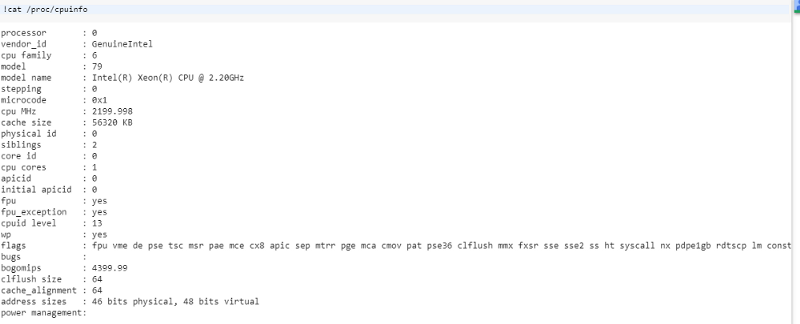 !cat /proc/cpuinfo
processor : 0
vendor_id : GenuineIntel
cpu family : 6
model : 79
model name : Intel(R) Xeon(R) CPU @ 2.20GHz
stepping : 0
microcode : 0x1
cpu MHz : 2199.998
cache size : 56320 KB
physical id : 0
siblings : 2
core id : 0
cpu cores : 1
apicid : 0
initial apicid : 0
fpu : yes
fpu_exception : yes
cpuid level : 13
wp : yes
flags : fpu vme de pse tsc msr pae mce cx8 apic sep mtrr pge mca cmov pat pse36 clflush mmx fxsr sse sse2 ss ht syscall nx pdpe1gb rdtscp lm const
bugs :
bogomips : 4399.99
clflush size : 64
cache_alignment : 64
address sizes : 46 bits physical, 48 bits virtual
power management: